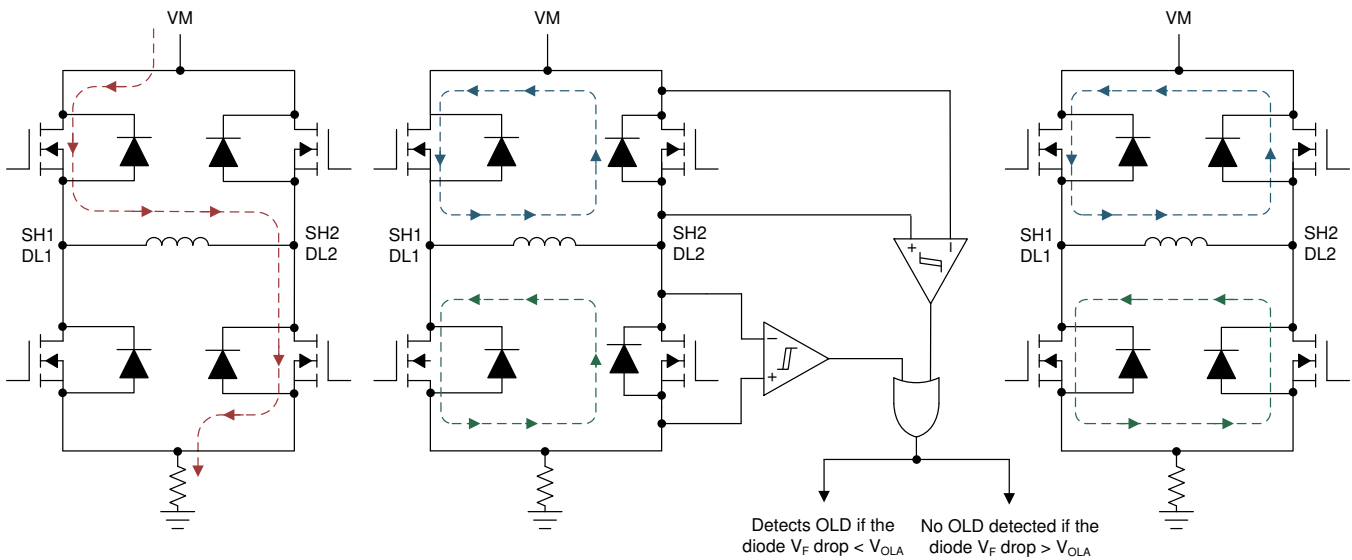 VM
VM
VM
SH1
DL1
SH2
DL2
SH1
DL1
SH2
DL2
SH1
DL1
SH2
DL2
+
−
−
+
Detects OLD if the
diode VF drop < VOLA
No OLD detected if the
diode VF drop > VOLA